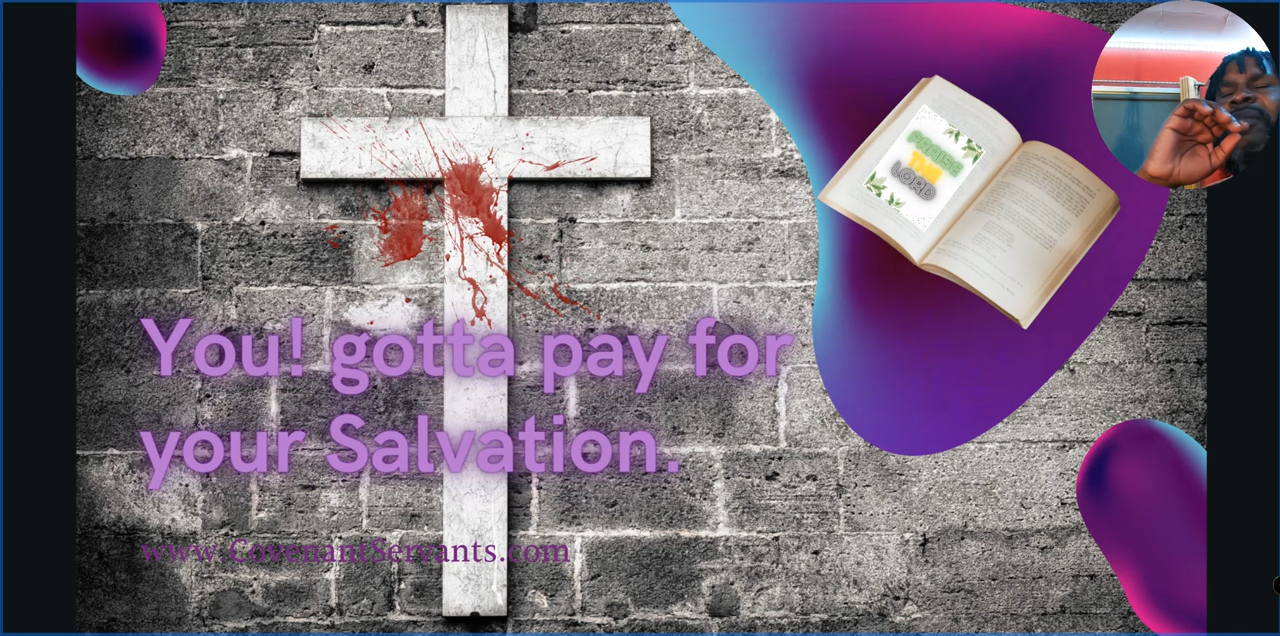 PRAISE
THE
LORD
You! gotta pay for
your Salvation.
www.CovenantServants.com